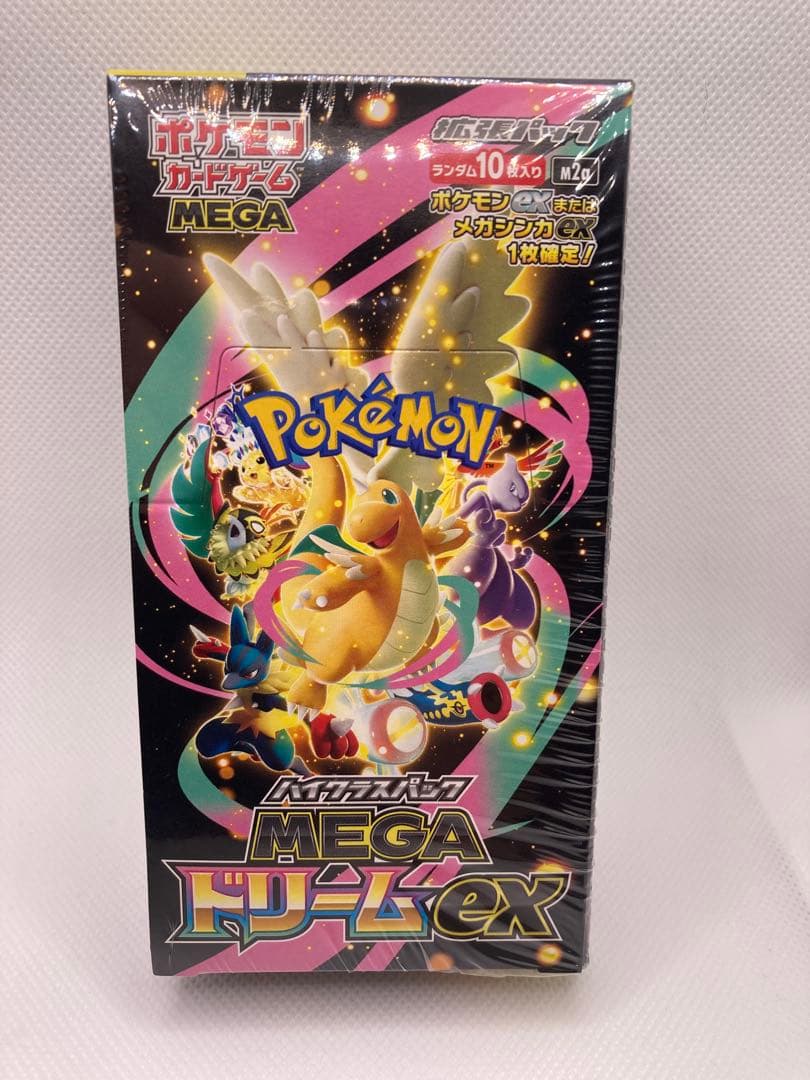 ポケモン
カードゲーム
MEGA
拡張パック
ランダム10枚入り M2a
ポケモンexまたは
メガシンカex
1枚確定!
POKéMON
TM
ハイクラスパック
MEGA
ドリームex